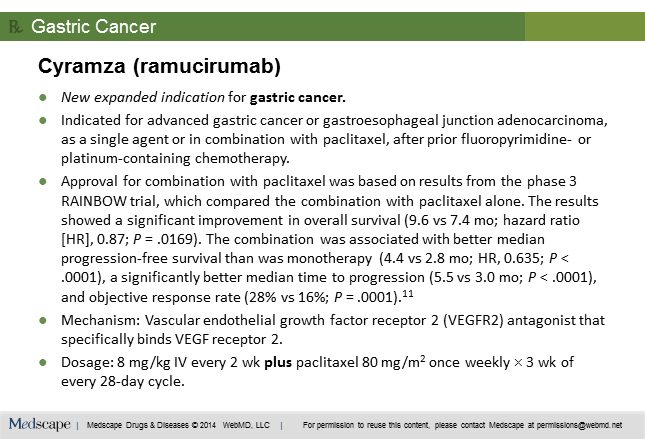 ℞ Gastric Cancer
Cyramza (ramucirumab)
● New expanded indication for gastric cancer.
● Indicated for advanced gastric cancer or gastroesophageal junction adenocarcinoma,
as a single agent or in combination with paclitaxel, after prior fluoropyrimidine- or
platinum-containing chemotherapy.
● Approval for combination with paclitaxel was based on results from the phase 3
RAINBOW trial, which compared the combination with paclitaxel alone. The results
showed a significant improvement in overall survival (9.6 vs 7.4 mo; hazard ratio
[HR], 0.87; P = .0169). The combination was associated with better median
progression-free survival than was monotherapy (4.4 vs 2.8 mo; HR, 0.635; P <
.0001), a significantly better median time to progression (5.5 vs 3.0 mo; P < .0001),
and objective response rate (28% vs 16%; P = .0001).¹¹
● Mechanism: Vascular endothelial growth factor receptor 2 (VEGFR2) antagonist that
specifically binds VEGF receptor 2.
● Dosage: 8 mg/kg IV every 2 wk plus paclitaxel 80 mg/m² once weekly × 3 wk of
every 28-day cycle.
Medscape | Medscape Drugs & Diseases © 2014 WebMD, LLC | For permission to reuse this content, please contact Medscape at permissions@webmd.net